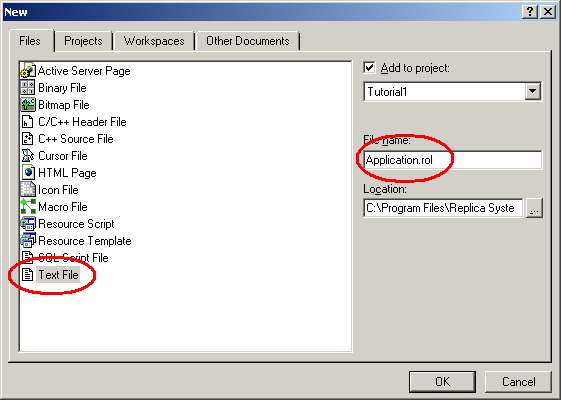 New
Files
Projects
Workspaces
Other Documents
Active Server Page
Binary File
Bitmap File
C/C++ Header File
C++ Source File
Cursor File
HTML Page
Icon File
Macro File
Resource Script
Resource Template
SQL Script File
Text File
Add to project:
Tutorial1
File name:
Application.rol
Location:
C:\Program Files\Replica Syste
...
OK
Cancel